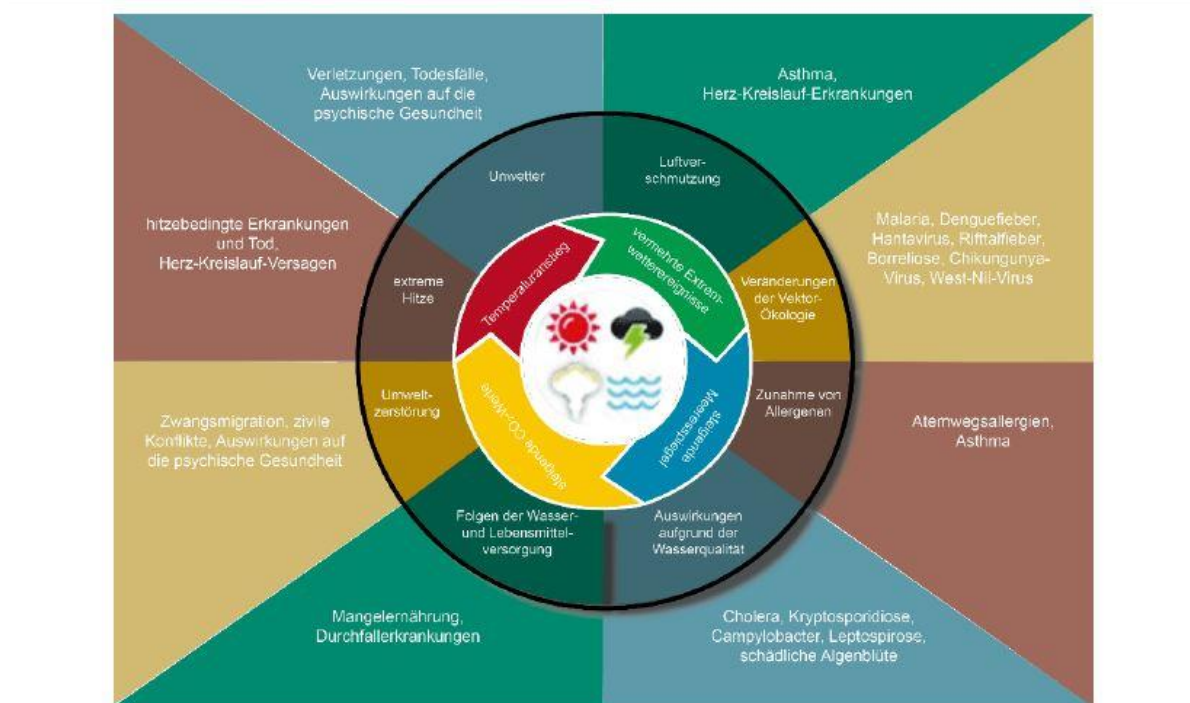 Verletzungen, Todesfälle,
Auswirkungen auf die
psychische Gesundheit
Asthma,
Herz-Kreislauf-Erkrankungen
Unwetter
Luftver-
schmutzung
hitzebedingte Erkrankungen
und Tod,
Herz-Kreislauf-Versagen
extreme
Hitze
Temperaturanstieg
vermehrte Extrem-
wetterereignisse
Veränderungen
der Vektor-
Ökologie
Malaria, Denguefieber,
Hantavirus, Rifttalfieber,
Borreliose, Chikungunya-
Virus, West-Nil-Virus
Zwangsmigration, zivile
Konflikte, Auswirkungen auf
die psychische Gesundheit
Umwelt-
zerstörung
steigende CO₂-Werte
steigende
Meeresspiegel
Zunahme von
Allergenen
Atemwegsallergien,
Asthma
Folgen der Wasser-
und Lebensmittel-
versorgung
Auswirkungen
aufgrund der
Wasserqualität
Mangelernährung,
Durchfallerkrankungen
Cholera, Kryptosporidiose,
Campylobacter, Leptospirose,
schädliche Algenblüte